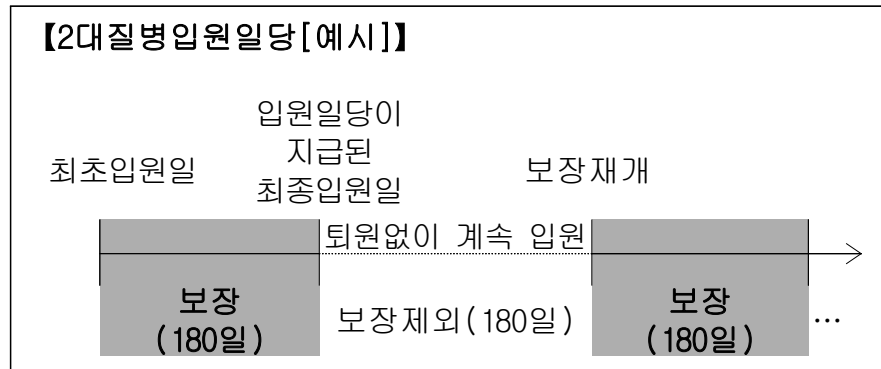 【2대질병입원일당[예시]】
입원일당이
지급된
최종입원일
최초입원일
보장재개
퇴원없이 계속 입원
보장
(180일)
보장제외(180일)
보장
(180일)
…